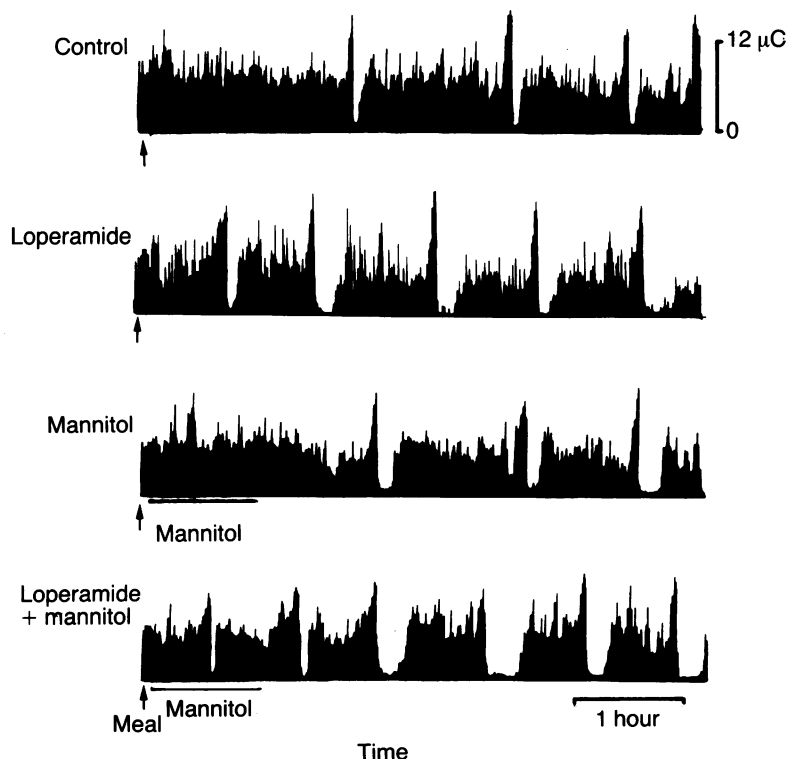 Control
12 μC
0
Loperamide
Mannitol
Mannitol
Loperamide
+ mannitol
Meal
Mannitol
1 hour
Time